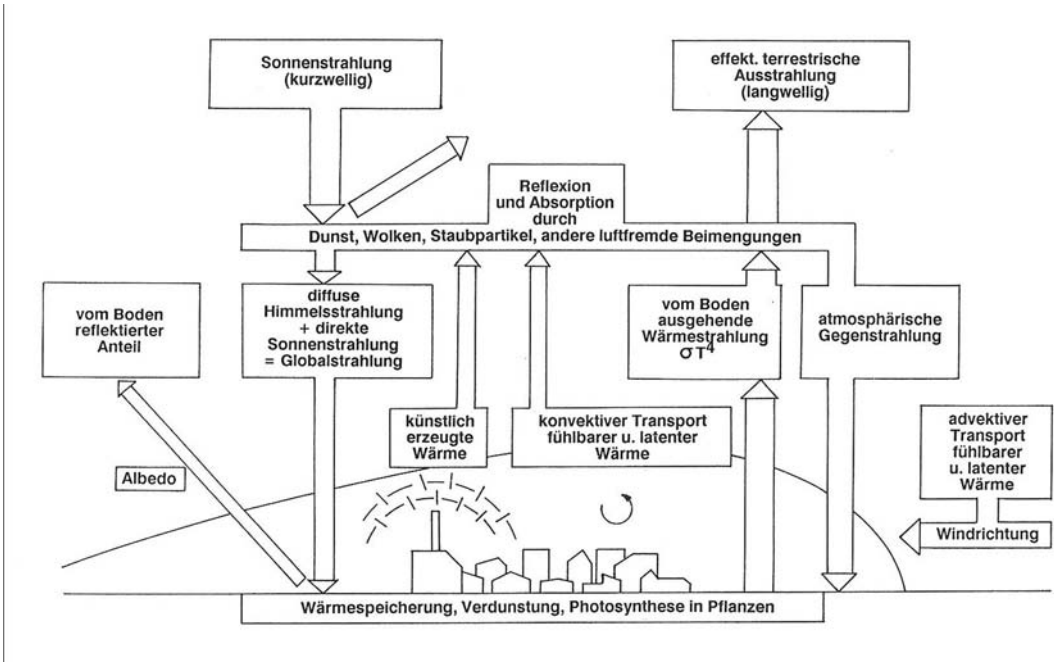 Sonnenstrahlung
(kurzwellig)
effekt. terrestrische
Ausstrahlung
(langwellig)
Reflexion
und Absorption
durch
Dunst, Wolken, Staubpartikel, andere luftfremde Beimengungen
vom Boden
reflektierter
Anteil
diffuse
Himmelsstrahlung
+ direkte
Sonnenstrahlung
= Globalstrahlung
vom Boden
ausgehende
Wärmestrahlung
σT⁴
atmosphärische
Gegenstrahlung
künstlich
erzeugte
Wärme
konvektiver Transport
fühlbarer u. latenter
Wärme
advektiver
Transport
fühlbarer
u. latenter
Wärme
Albedo
Windrichtung
Wärmespeicherung, Verdunstung, Photosynthese in Pflanzen